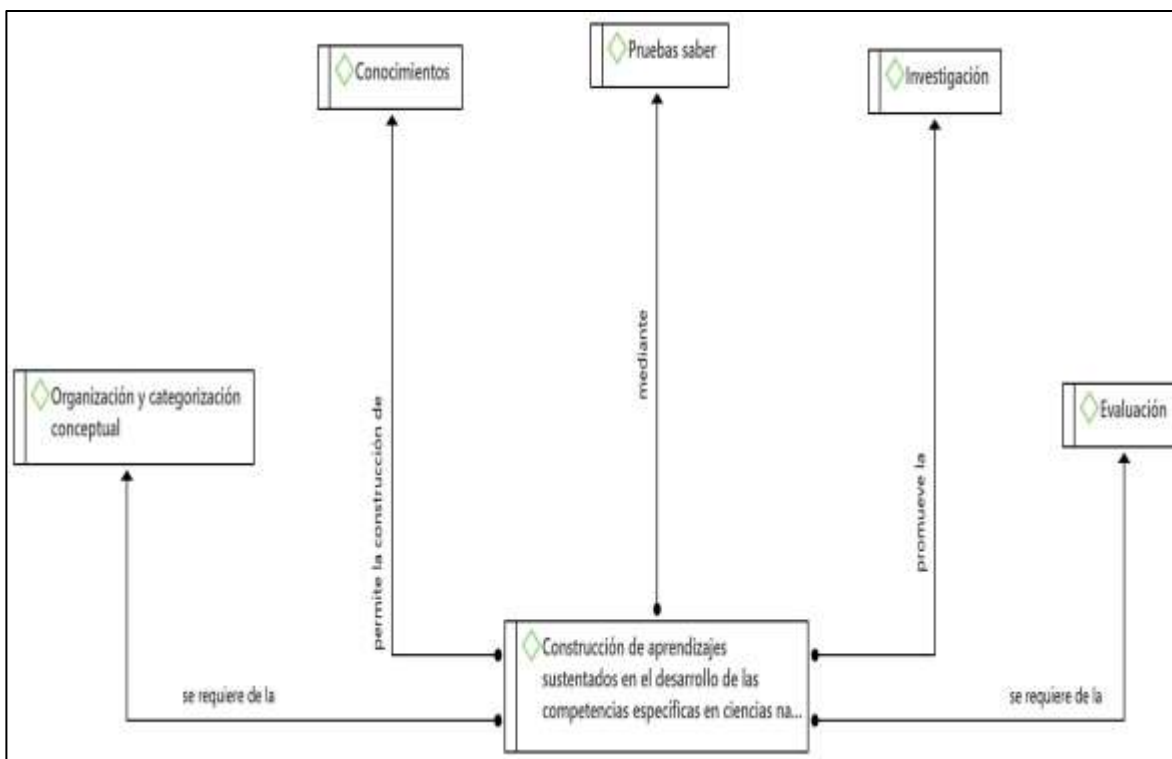 Conocimientos
Pruebas saber
Investigación
Organización y categorización
conceptual
Evaluación
permite la construcción de
mediante
promueve la
Construcción de aprendizajes
sustentados en el desarrollo de las
competencias específicas en ciencias na...
se requiere de la
se requiere de la